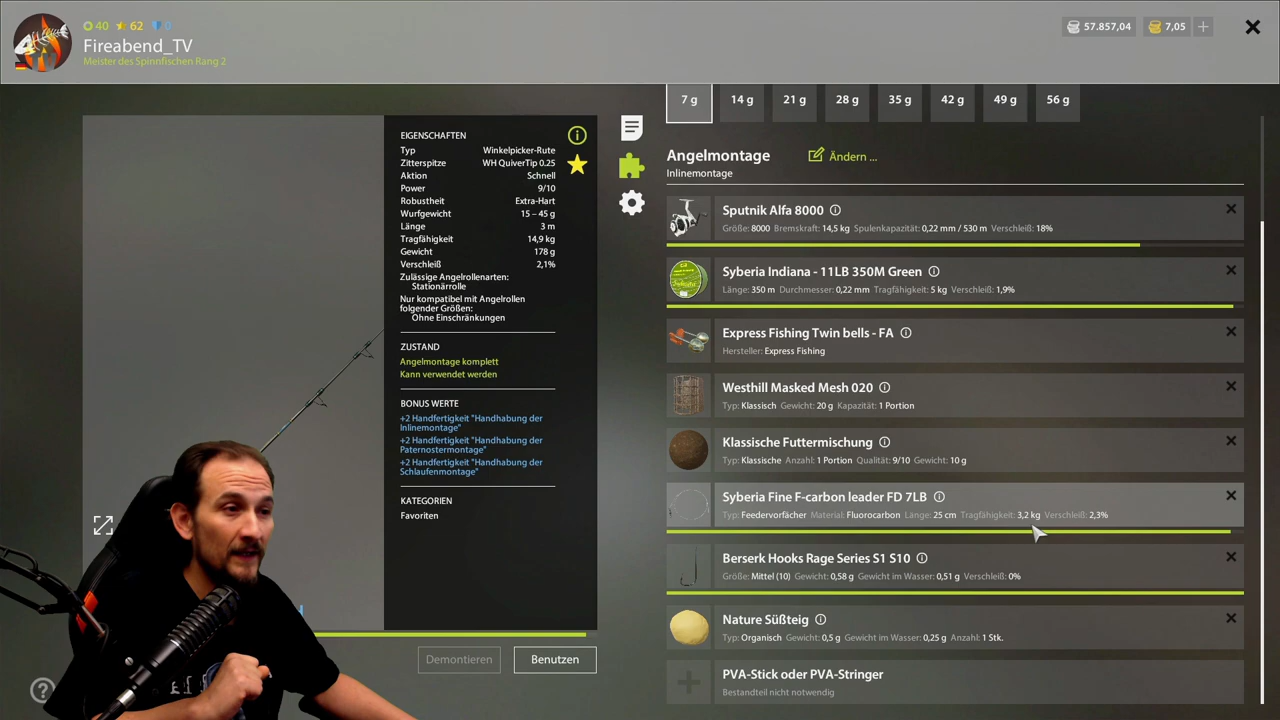 40 62 0
Fireabend_TV
Meister des Spinnfischen Rang 2
57.857,04 7,05
EIGENSCHAFTEN
Typ Winkelpicker-Rute
Zitterspitze WH QuiverTip 0.25
Aktion Schnell
Power 9/10
Robustheit Extra-Hart
Wurfgewicht 15 – 45 g
Länge 3 m
Tragfähigkeit 14,9 kg
Gewicht 178 g
Verschleiß 2,1%
Zulässige Angelrollenarten:
Stationärrolle
Nur kompatibel mit Angelrollen
folgender Größen:
Ohne Einschränkungen
ZUSTAND
Angelmontage komplett
Kann verwendet werden
BONUS WERTE
+2 Handfertigkeit "Handhabung der
Inlinemontage"
+2 Handfertigkeit "Handhabung der
Paternostermontage"
+2 Handfertigkeit "Handhabung der
Schlaufenmontage"
KATEGORIEN
Favoriten
Demontieren
Benutzen
7 g 14 g 21 g 28 g 35 g 42 g 49 g 56 g
Angelmontage Ändern ...
Inlinemontage
Sputnik Alfa 8000
Größe: 8000 Bremskraft: 14,5 kg Spulenkapazität: 0,22 mm / 530 m Verschleiß: 18%
Syberia Indiana - 11LB 350M Green
Länge: 350 m Durchmesser: 0,22 mm Tragfähigkeit: 5 kg Verschleiß: 1,9%
Express Fishing Twin bells - FA
Hersteller: Express Fishing
Westhill Masked Mesh 020
Typ: Klassisch Gewicht: 20 g Kapazität: 1 Portion
Klassische Futtermischung
Typ: Klassische Anzahl: 1 Portion Qualität: 9/10 Gewicht: 10 g
Syberia Fine F-carbon leader FD 7LB
Typ: Feedervorfächer Material: Fluorocarbon Länge: 25 cm Tragfähigkeit: 3,2 kg Verschleiß: 2,3%
Berserk Hooks Rage Series S1 S10
Größe: Mittel (10) Gewicht: 0,58 g Gewicht im Wasser: 0,51 g Verschleiß: 0%
Nature Süßteig
Typ: Organisch Gewicht: 0,5 g Gewicht im Wasser: 0,25 g Anzahl: 1 Stk.
PVA-Stick oder PVA-Stringer
Bestandteil nicht notwendig